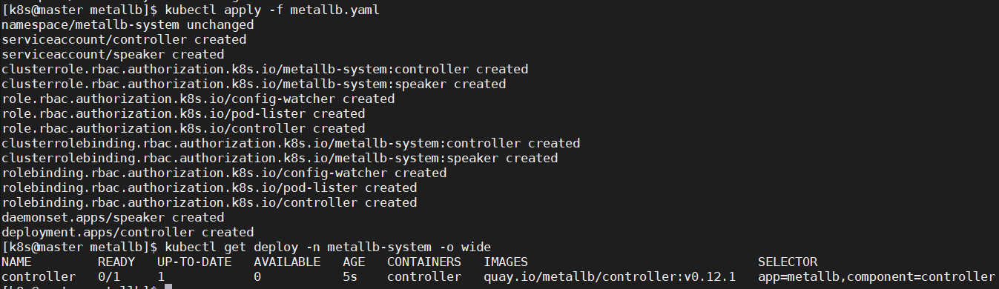 [k8s@master metallb]$ kubectl apply -f metallb.yaml
namespace/metallb-system unchanged
serviceaccount/controller created
serviceaccount/speaker created
clusterrole.rbac.authorization.k8s.io/metallb-system:controller created
clusterrole.rbac.authorization.k8s.io/metallb-system:speaker created
role.rbac.authorization.k8s.io/config-watcher created
role.rbac.authorization.k8s.io/pod-lister created
role.rbac.authorization.k8s.io/controller created
clusterrolebinding.rbac.authorization.k8s.io/metallb-system:controller created
clusterrolebinding.rbac.authorization.k8s.io/metallb-system:speaker created
rolebinding.rbac.authorization.k8s.io/config-watcher created
rolebinding.rbac.authorization.k8s.io/pod-lister created
rolebinding.rbac.authorization.k8s.io/controller created
daemonset.apps/speaker created
deployment.apps/controller created
[k8s@master metallb]$ kubectl get deploy -n metallb-system -o wide
NAME READY UP-TO-DATE AVAILABLE AGE CONTAINERS IMAGES SELECTOR
controller 0/1 1 0 5s controller quay.io/metallb/controller:v0.12.1 app=metallb,component=controller